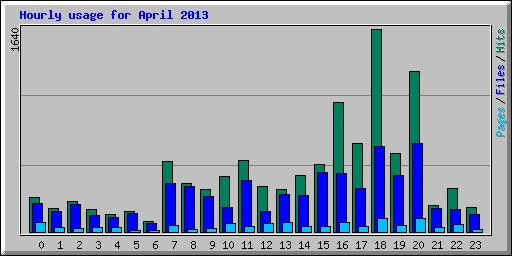 Hourly usage for April 2013
1640
Pages / Files / Hits
0 1 2 3 4 5 6 7 8 9 10 11 12 13 14 15 16 17 18 19 20 21 22 23